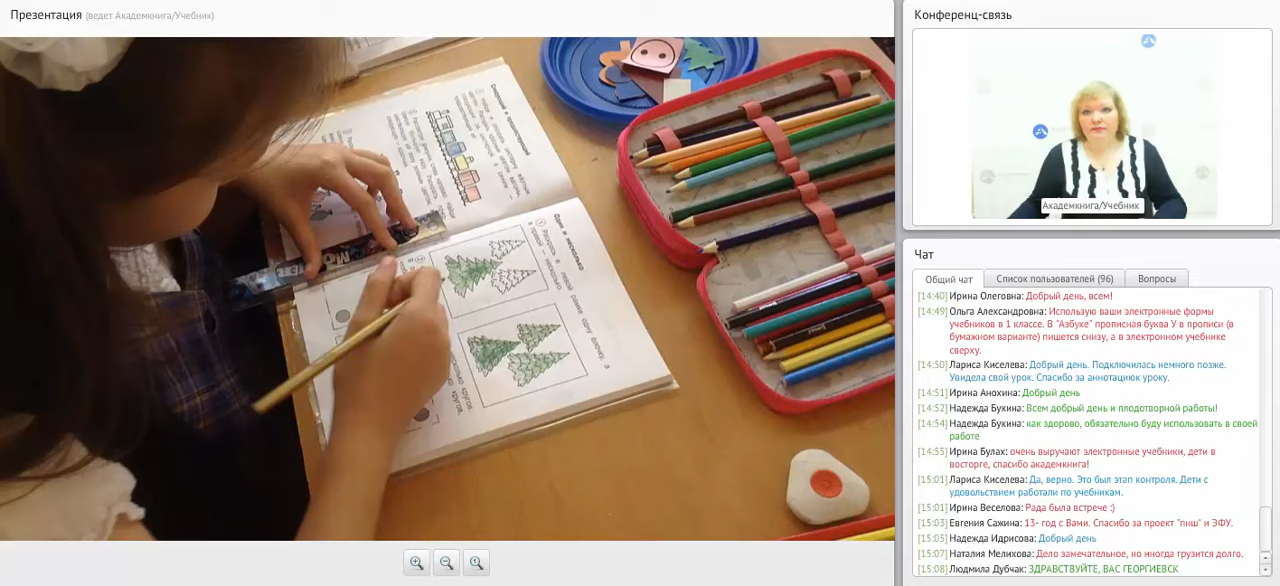 Презентация (ведет Академкнига/Учебник)
Одни и несколько
Конференц-связь
Академкнига/Учебник
Чат
Общий чат
Список пользователей (96)
Вопросы
[14:40] Ирина Олеговна: Добрый день, всем!
[14:49] Ольга Александровна: Использую ваши электронные формы
учебников в 1 классе. В "Азбуке" прописная буква У в прописи (в
бумажном варианте) пишется снизу, а в электронном учебнике
сверху.
[14:50] Лариса Киселева: Добрый день. Подключилась немного позже.
Увидела свой урок. Спасибо за аннотациюк уроку.
[14:51] Ирина Анохина: Добрый день
[14:52] Надежда Букина: Всем добрый день и плодотворной работы!
[14:54] Надежда Букина: как здорово, обязательно буду использовать в своей
работе
[14:55] Ирина Булах: очень выручают электронные учебники, дети в
восторге, спасибо академкнига!
[15:01] Лариса Киселева: Да, верно. Это был этап контроля. Дети с
удовольствием работали по учебникам.
[15:01] Ирина Веселова: Рада была встрече :)
[15:03] Евгения Сажина: 13- год с Вами. Спасибо за проект "пнш" и ЭФУ.
[15:05] Надежда Идрисова: Добрый день
[15:07] Наталия Мелихова: Дело замечательное, но иногда грузится долго.
[15:08] Людмила Дубчак: ЗДРАВСТВУЙТЕ, ВАС ГЕОРГИЕВСК